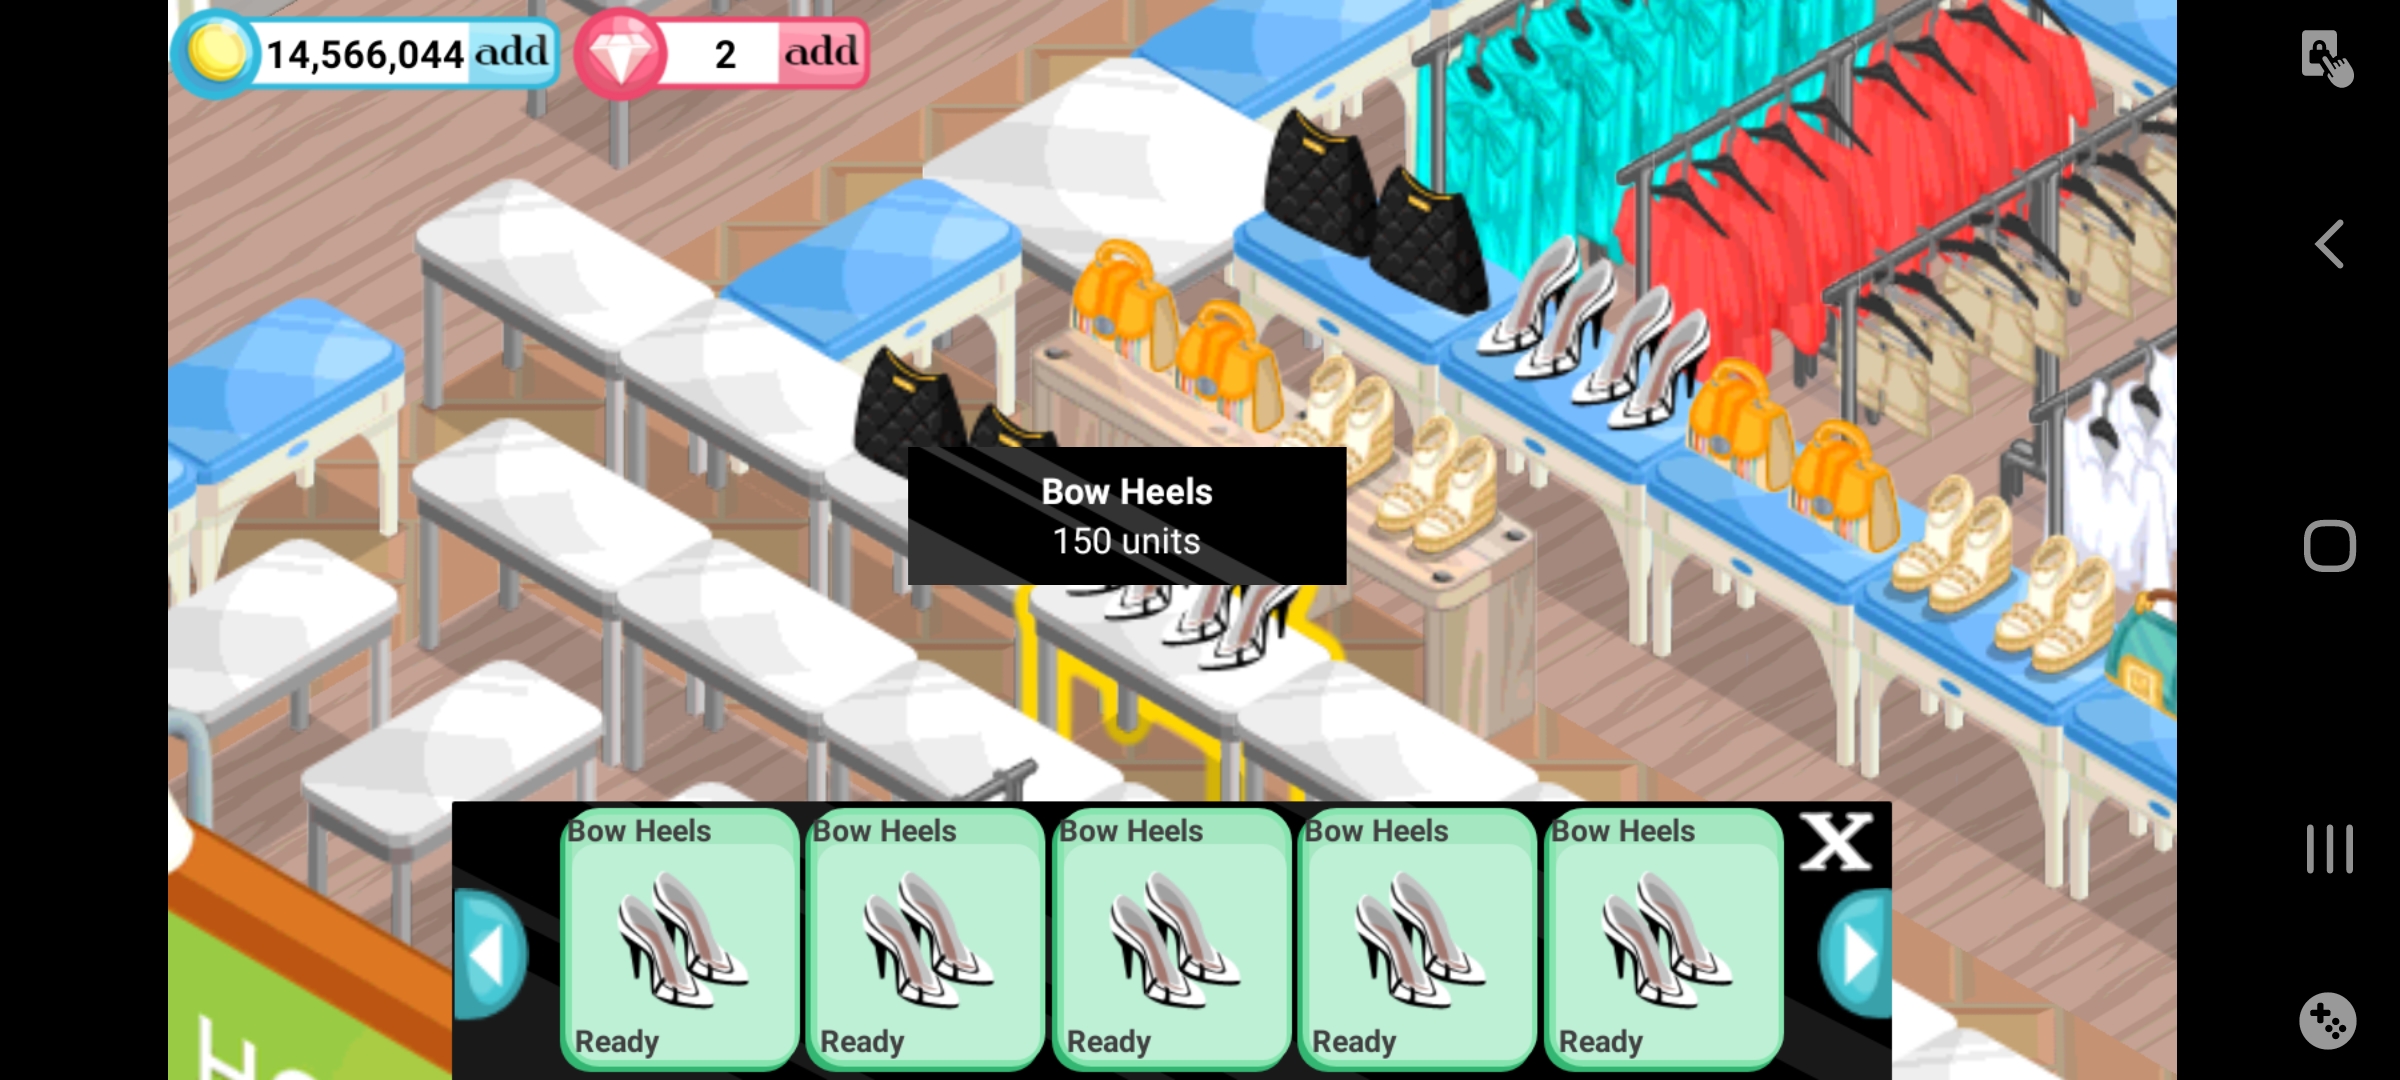 14,566,044 add 2 add
Bow Heels
150 units
Bow Heels Bow Heels Bow Heels Bow Heels Bow Heels X
Ready Ready Ready Ready Ready